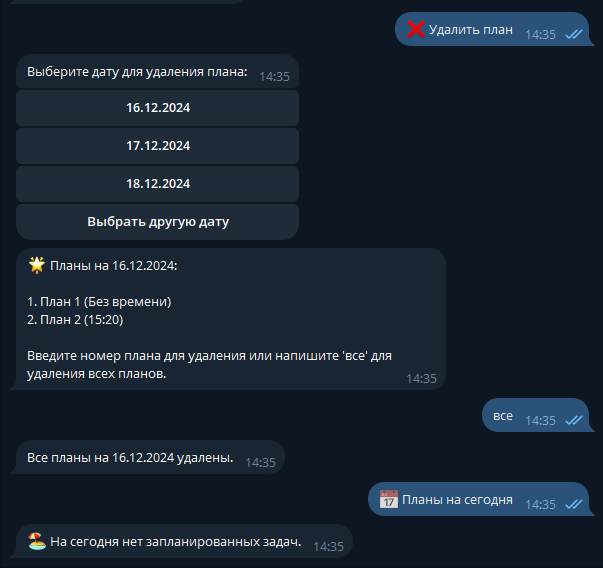 ❌ Удалить план 14:35
Выберите дату для удаления плана: 14:35
16.12.2024
17.12.2024
18.12.2024
Выбрать другую дату
🌟 Планы на 16.12.2024:
1. План 1 (Без времени)
2. План 2 (15:20)
Введите номер плана для удаления или напишите 'все' для
удаления всех планов. 14:35
все 14:35
Все планы на 16.12.2024 удалены. 14:35
📅 Планы на сегодня 14:35
🏖 На сегодня нет запланированных задач. 14:35